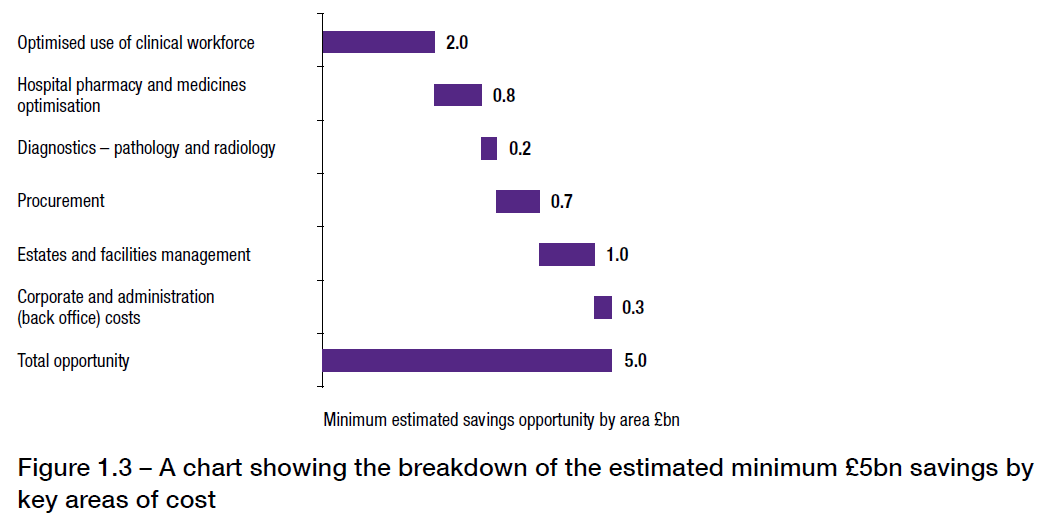 Optimised use of clinical workforce
2.0
Hospital pharmacy and medicines
optimisation
0.8
Diagnostics – pathology and radiology
0.2
Procurement
0.7
Estates and facilities management
1.0
Corporate and administration
(back office) costs
0.3
Total opportunity
5.0
Minimum estimated savings opportunity by area £bn
Figure 1.3 – A chart showing the breakdown of the estimated minimum £5bn savings by
key areas of cost